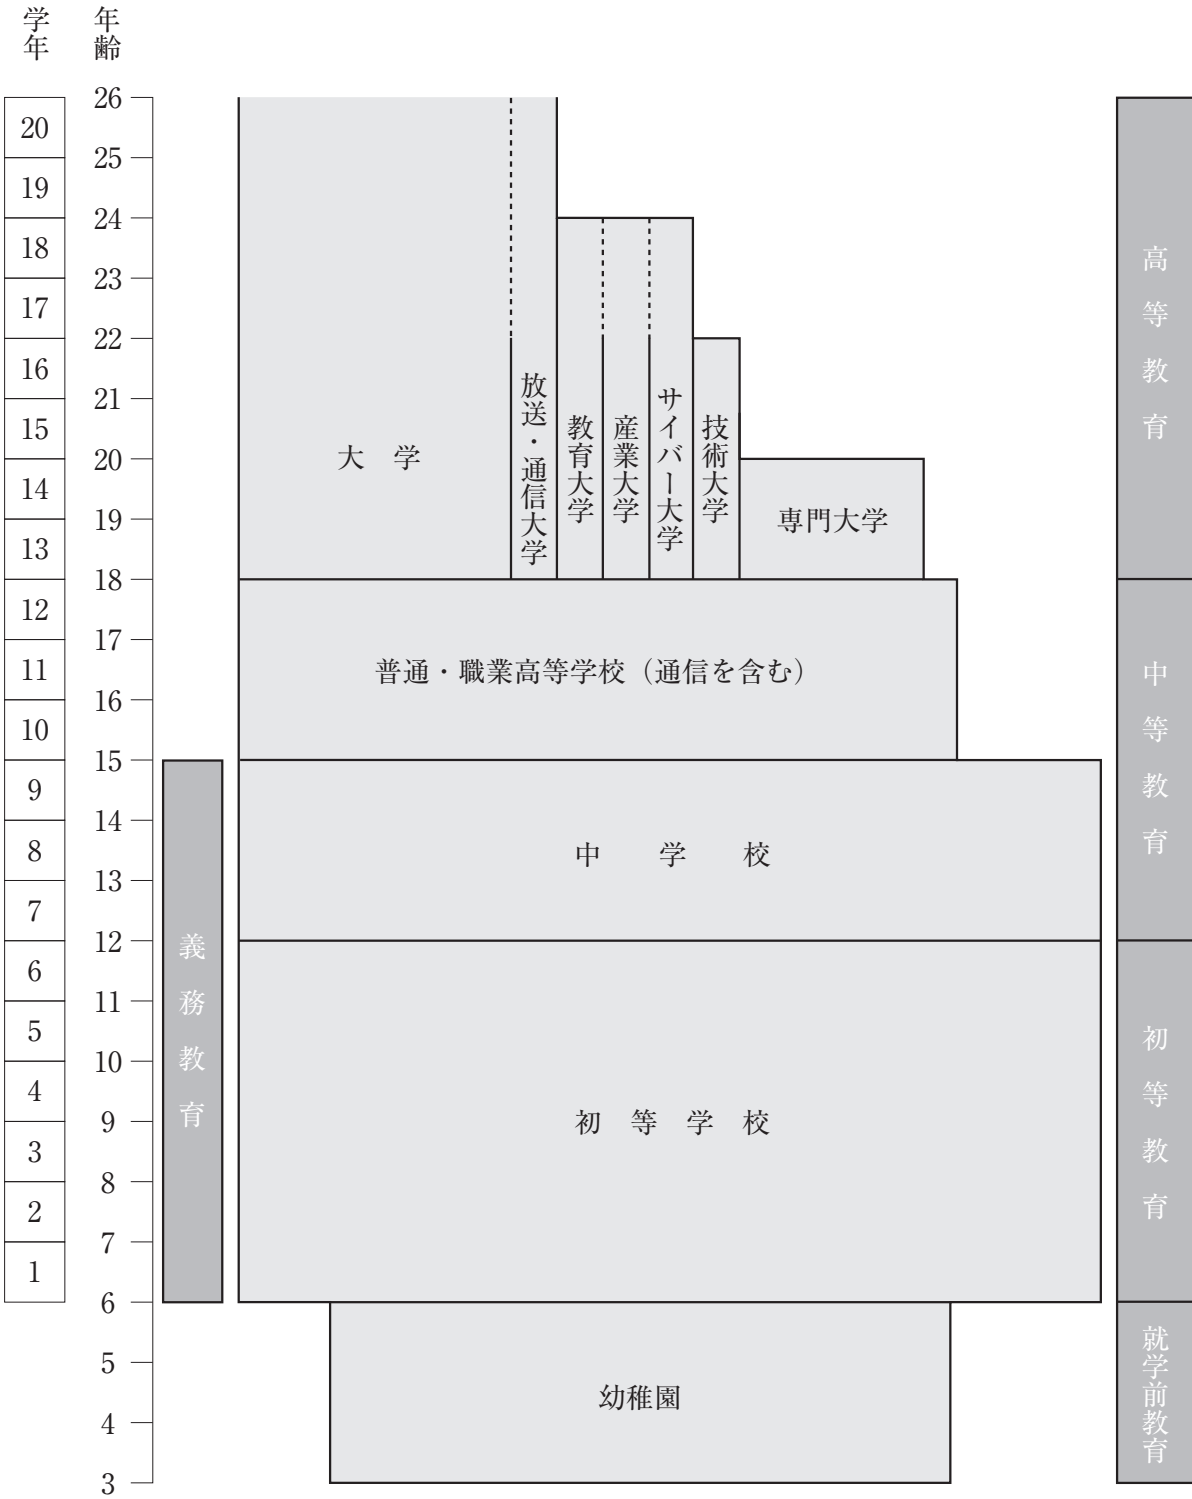 学年
年齢
26
20
25
19
24
18
23
17
22
16
21
15
20
14
19
13
18
12
17
11
16
10
15
9
14
8
13
7
12
6
11
5
10
4
9
3
8
2
7
1
6
5
4
3
義務教育
大学
放送・通信大学
教育大学
産業大学
サイバー大学
技術大学
専門大学
普通・職業高等学校（通信を含む）
中学校
初等学校
幼稚園
高等教育
中等教育
初等教育
就学前教育